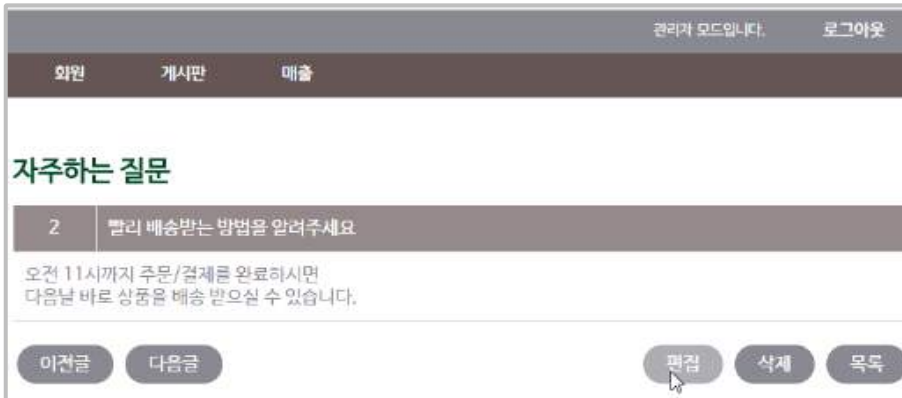 관리자 모드입니다. 로그아웃
회원 게시판 매출
자주하는 질문
2 빨리 배송받는 방법을 알려주세요
오전 11시까지 주문/결제를 완료하시면
다음날 바로 상품을 배송 받으실 수 있습니다.
이전글 다음글 편집 삭제 목록